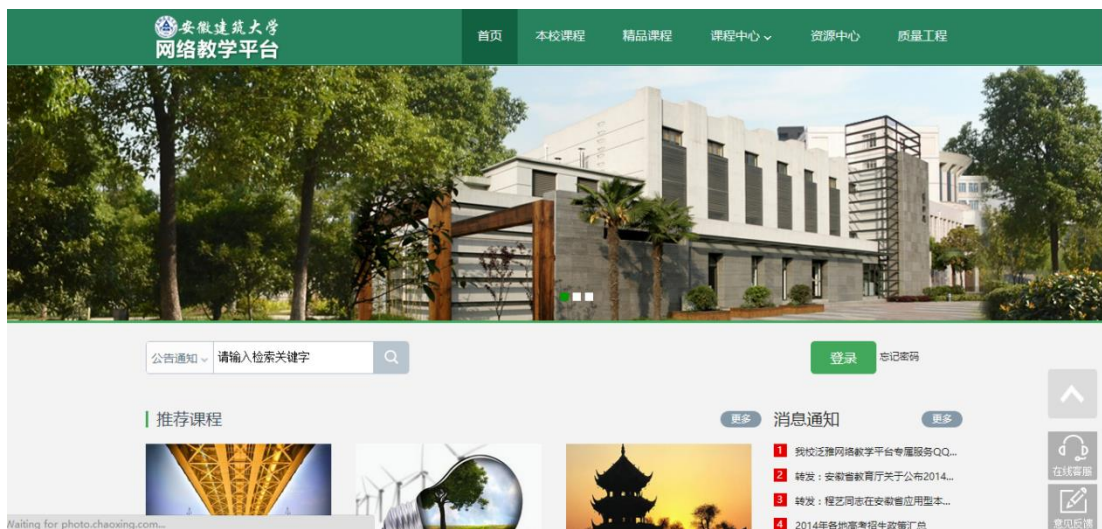 安徽建筑大学
网络教学平台
首页 本校课程 精品课程 课程中心 资源中心 质量工程
公告通知 请输入检索关键字 登录 忘记密码
推荐课程 更多 消息通知 更多
1 我校泛雅网络教学平台专属服务QQ...
2 转发：安徽省教育厅关于公布2014...
3 转发：程艺同志在安徽省应用型本...
4 2014年各地高考招生政策汇总
在线客服
意见反馈
Waiting for photo.chaoxing.com...